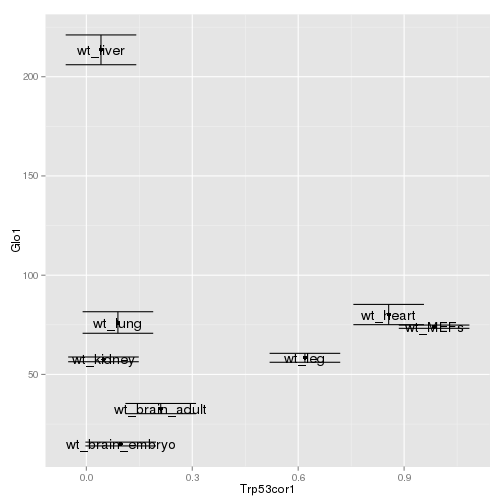 wt_liver
200
150
Glo1
100
wt_heart
wt_lung
wt_MEFs
wt_kidney
wt_leg
50
wt_brain_adult
wt_brain_embryo
0.0 0.3 0.6 0.9
Trp53cor1